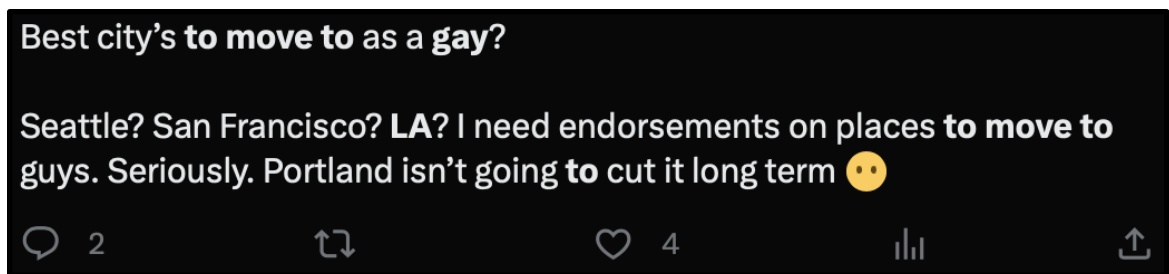 Best city’s to move to as a gay?
Seattle? San Francisco? LA? I need endorsements on places to move to
guys. Seriously. Portland isn’t going to cut it long term 😶
2
4